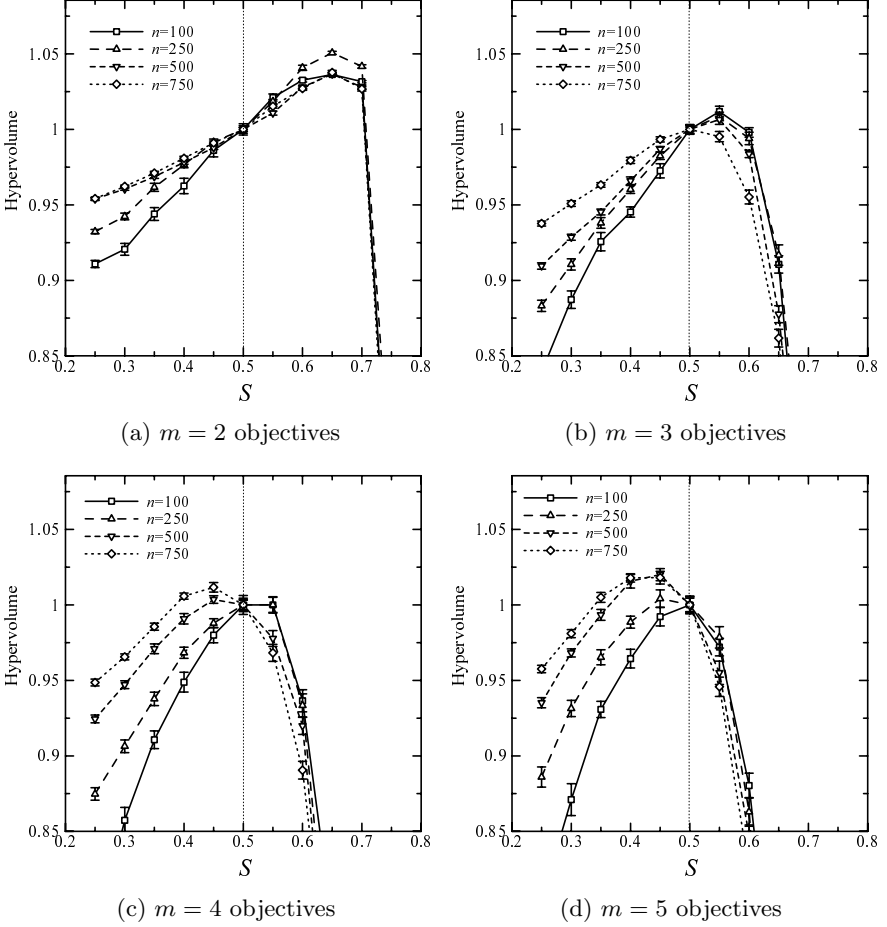 Hypervolume
1.05
1
0.95
0.9
0.85
n=100
n=250
n=500
n=750
0.2 0.3 0.4 0.5 0.6 0.7 0.8
S
(a) m = 2 objectives
Hypervolume
1.05
1
0.95
0.9
0.85
n=100
n=250
n=500
n=750
0.2 0.3 0.4 0.5 0.6 0.7 0.8
S
(b) m = 3 objectives
Hypervolume
1.05
1
0.95
0.9
0.85
n=100
n=250
n=500
n=750
0.2 0.3 0.4 0.5 0.6 0.7 0.8
S
(c) m = 4 objectives
Hypervolume
1.05
1
0.95
0.9
0.85
n=100
n=250
n=500
n=750
0.2 0.3 0.4 0.5 0.6 0.7 0.8
S
(d) m = 5 objectives